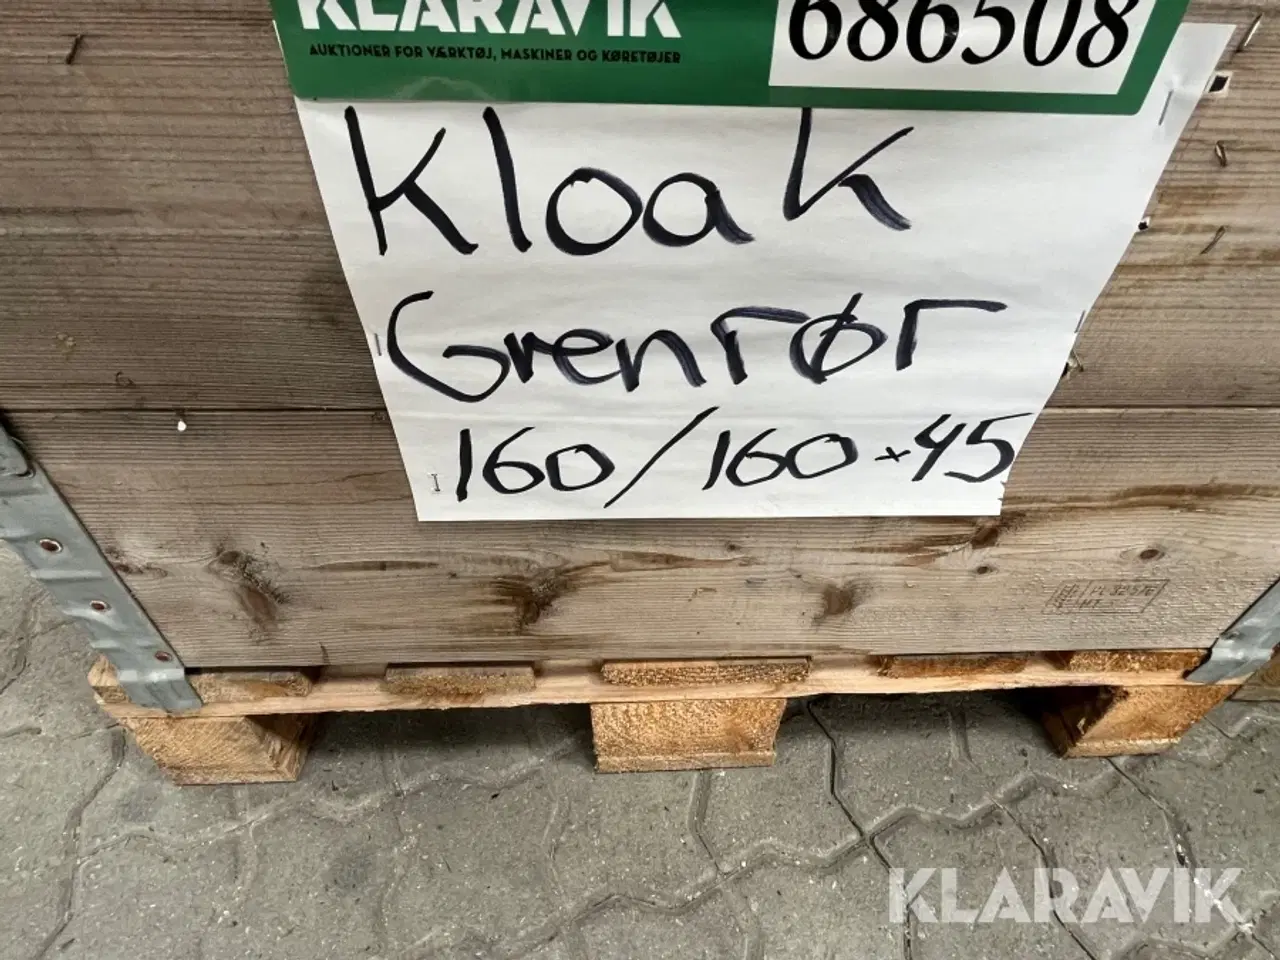 KLARAVIK
AUKTIONER FOR VÆRKTØJ, MASKINER OG KØRETØJER
686508
Kloak
Grenrør
160/160 × 45
KLARAVIK